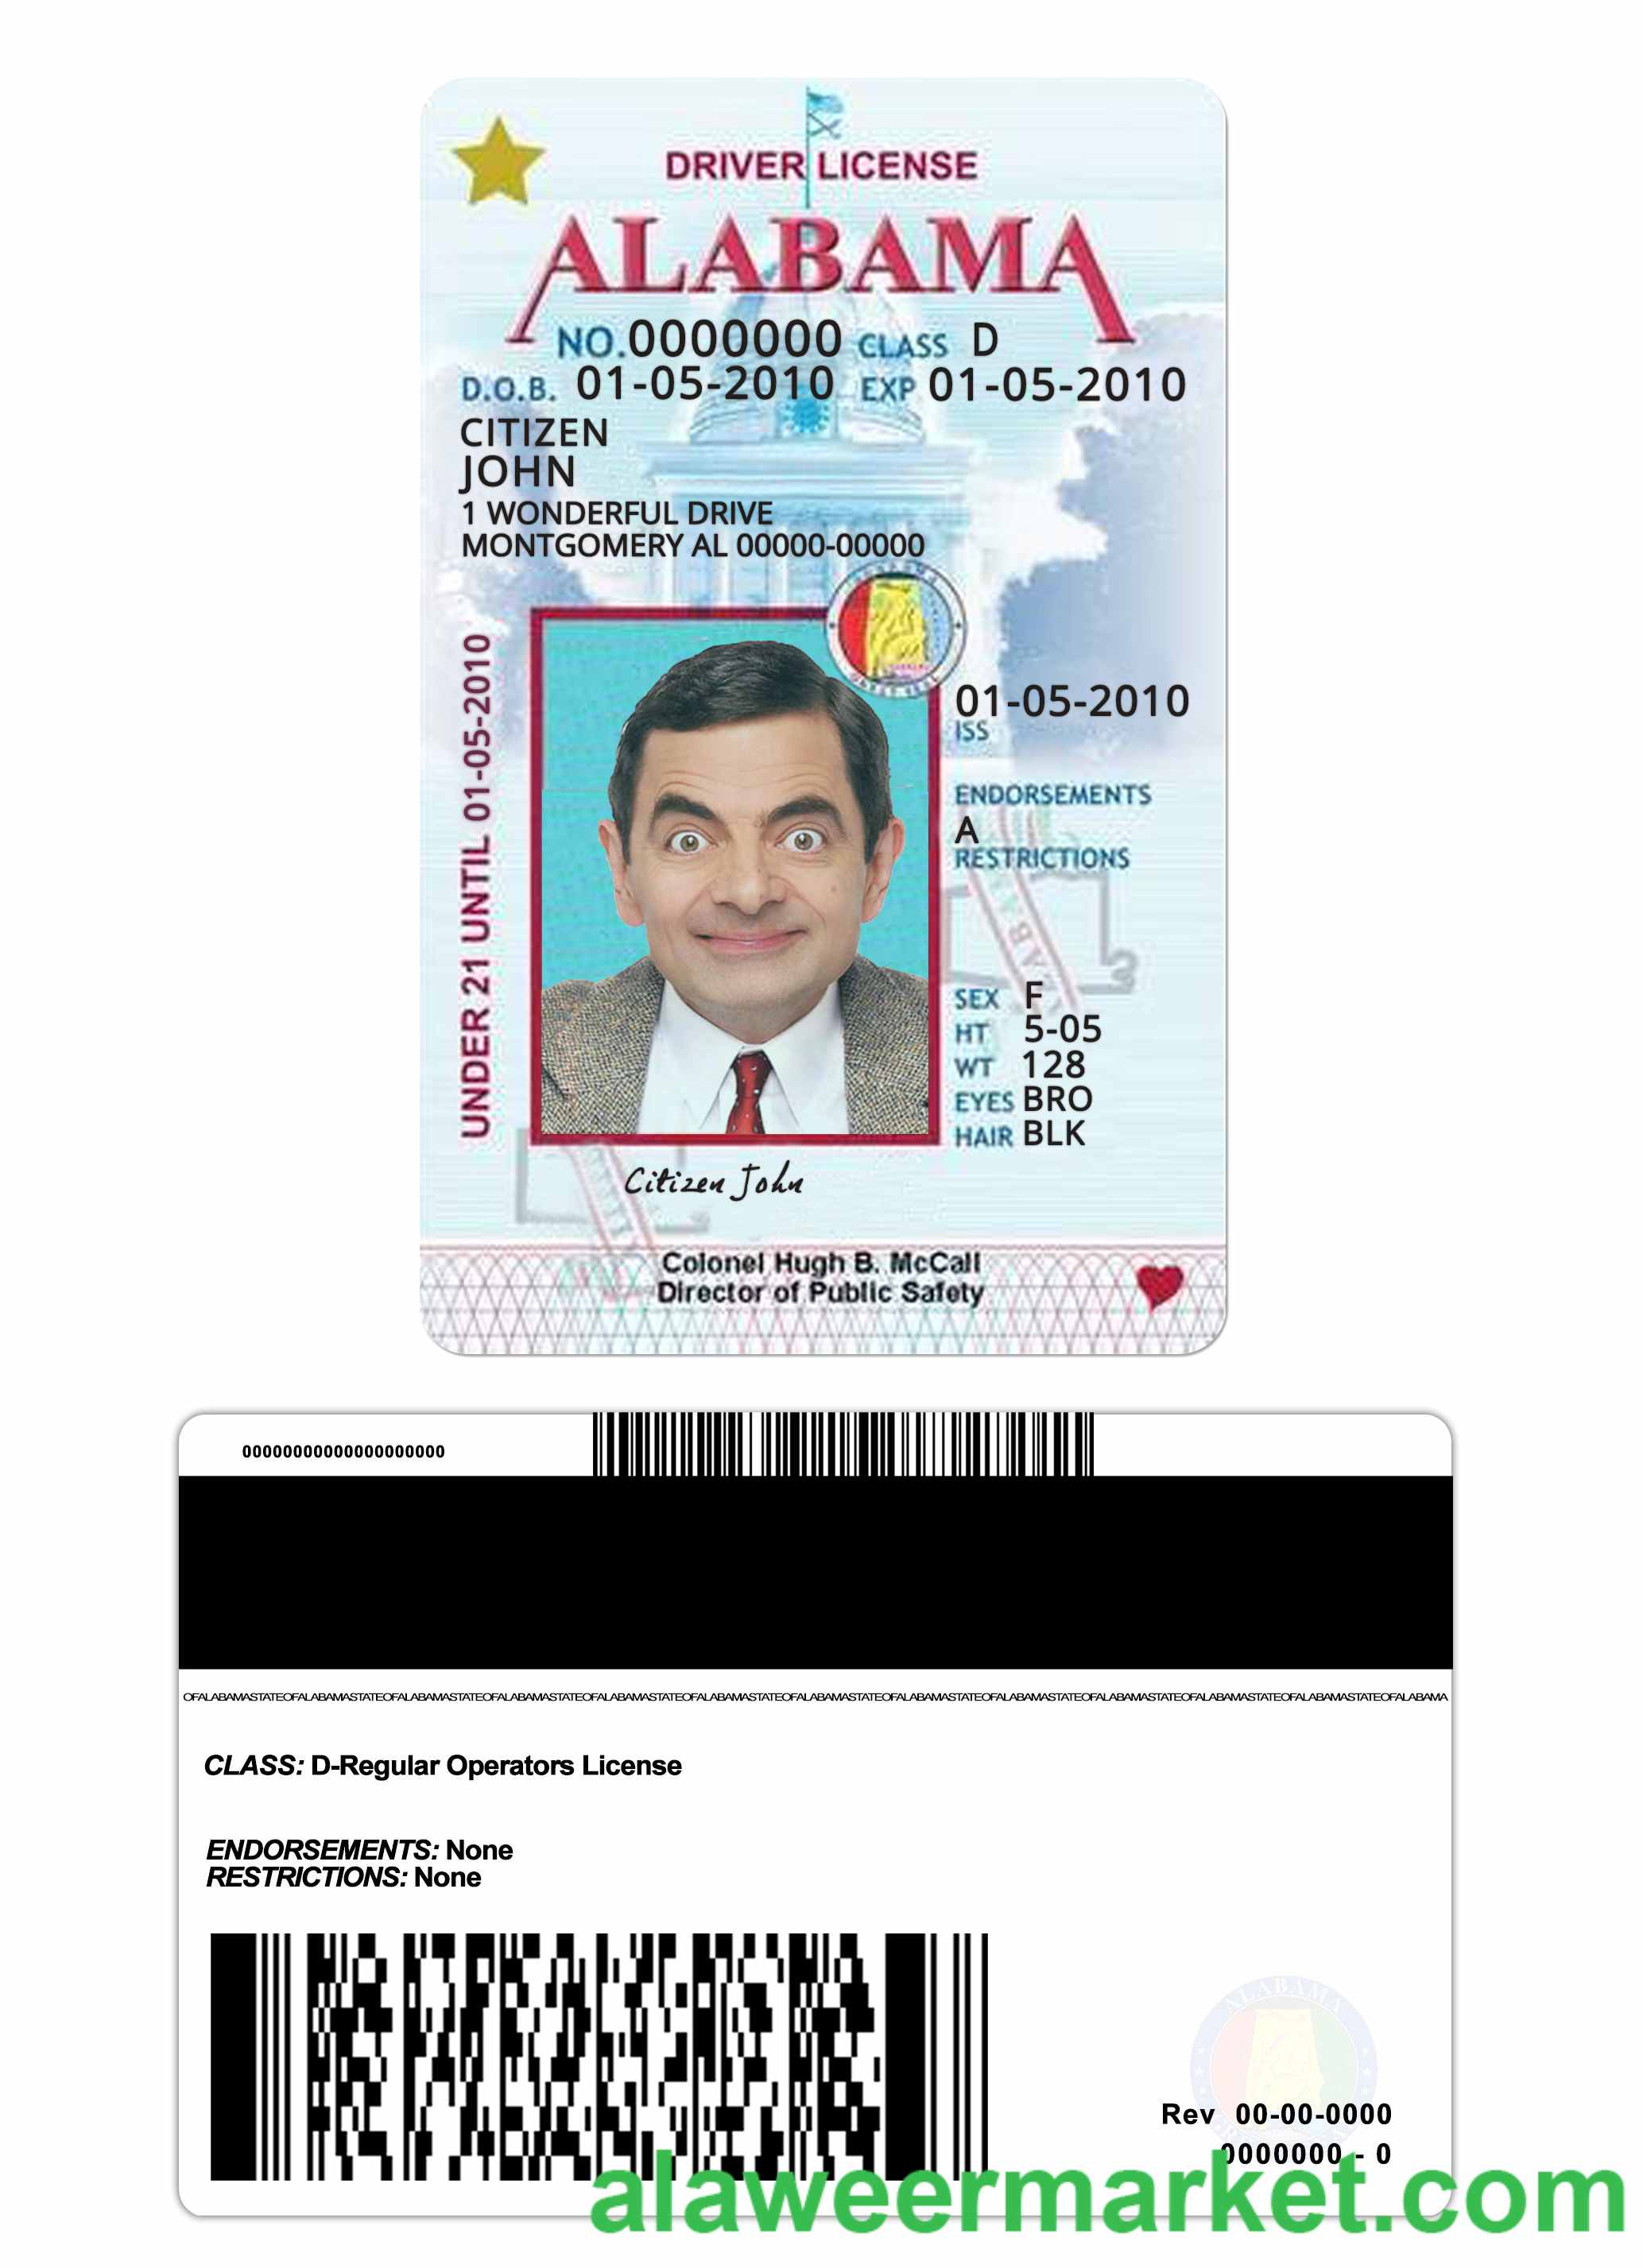 DRIVER LICENSE
ALABAMA
NO. 0000000 CLASS D
D.O.B. 01-05-2010 EXP 01-05-2010
CITIZEN
JOHN
1 WONDERFUL DRIVE
MONTGOMERY AL 00000-00000
UNDER 21 UNTIL 01-05-2010
01-05-2010
ISS
ENDORSEMENTS
A
RESTRICTIONS
SEX F
HT 5-05
WT 128
EYES BRO
HAIR BLK
Citizen John
Colonel Hugh B. McCall
Director of Public Safety
00000000000000000000
OFALABAMASTATEOFALABAMASTATEOFALABAMASTATEOFALABAMASTATEOFALABAMASTATEOFALABAMASTATEOFALABAMASTATEOFALABAMASTATEOFALABAMASTATEOFALABAMASTATEOFALABAMASTATEOFALABAMASTATEOFALABAMA
CLASS: D-Regular Operators License
ENDORSEMENTS: None
RESTRICTIONS: None
ALABAMA
Rev 00-00-0000
0000000 - 0
alaweermarket.com